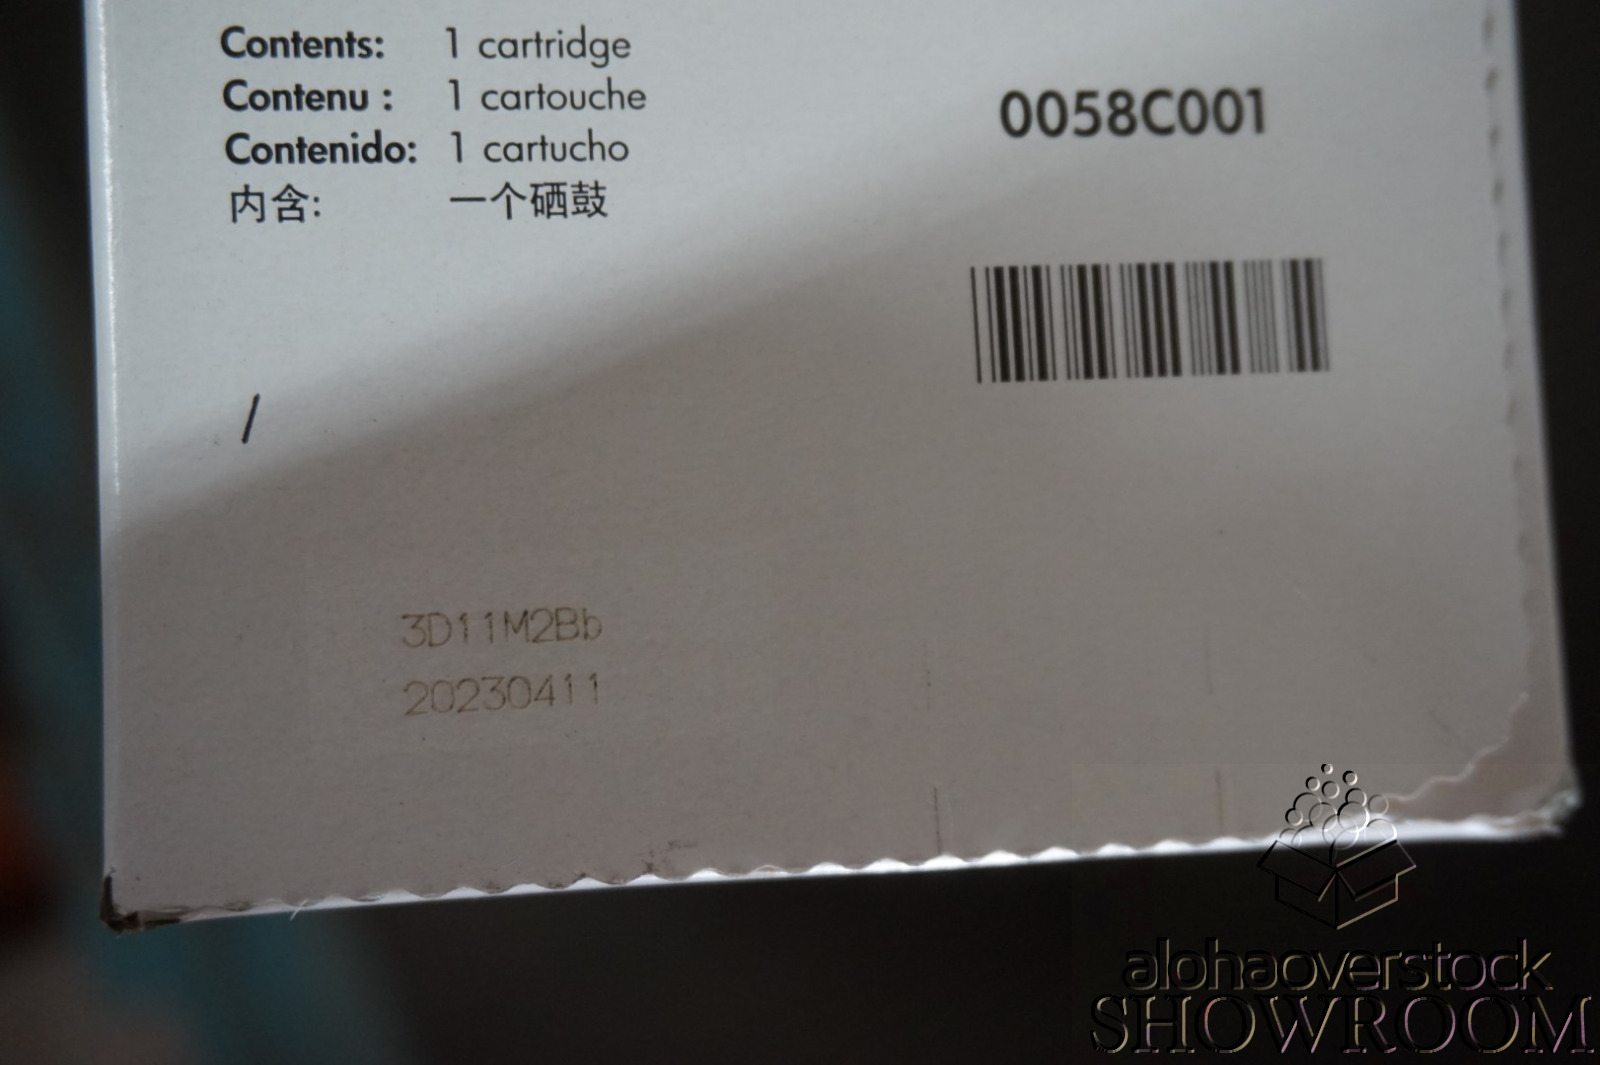 Contents: 1 cartridge
Contenu : 1 cartouche
Contenido: 1 cartucho
内含: 一个硒鼓
0058C001
3D11M2Bb
20230411
alohaoverstock
SHOWROOM